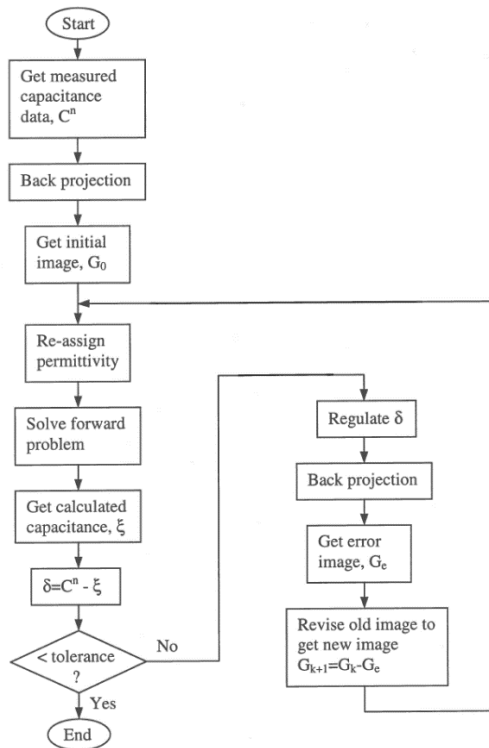 Start
Get measured
capacitance
data, Cⁿ
Back projection
Get initial
image, G₀
Re-assign
permittivity
Solve forward
problem
Get calculated
capacitance, ξ
δ=Cⁿ - ξ
< tolerance
?
No
Yes
End
Regulate δ
Back projection
Get error
image, Gₑ
Revise old image to
get new image
Gₖ₊₁=Gₖ-Gₑ